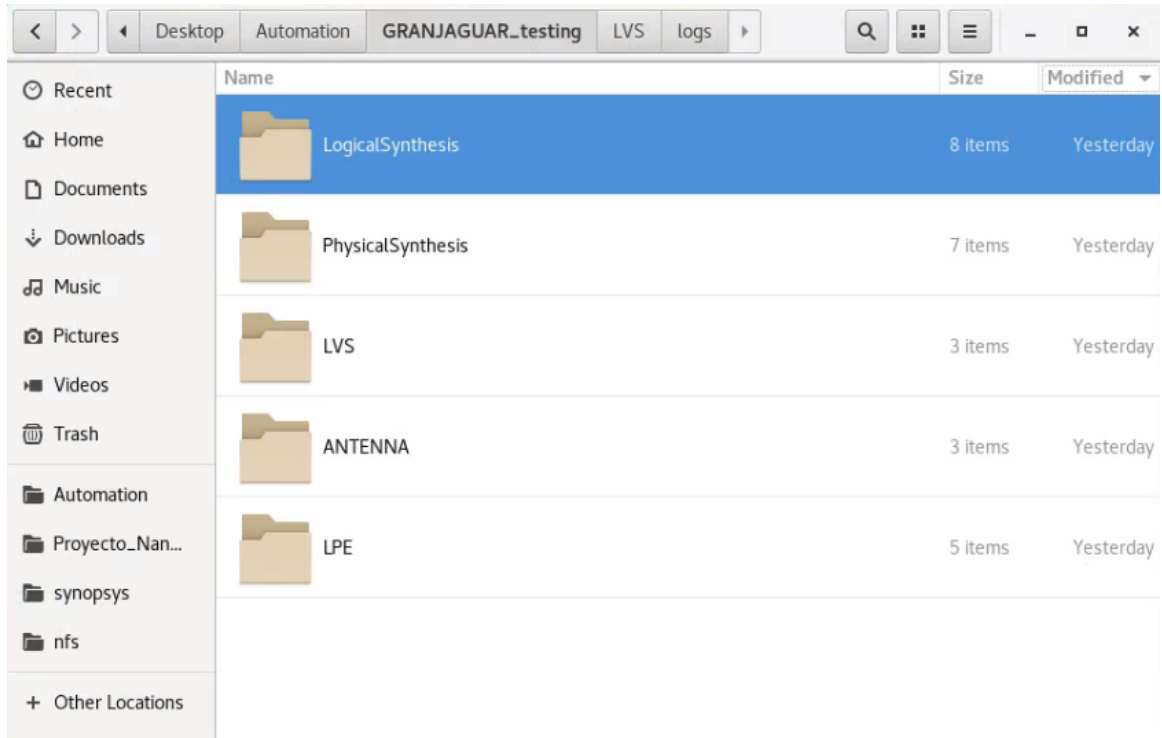 Desktop Automation GRANJAGUAR_testing LVS logs
Name Size Modified
Recent
Home
Documents
Downloads
Music
Pictures
Videos
Trash
Automation
Proyecto_Nan...
synopsys
nfs
+ Other Locations
LogicalSynthesis 8 items Yesterday
PhysicalSynthesis 7 items Yesterday
LVS 3 items Yesterday
ANTENNA 3 items Yesterday
LPE 5 items Yesterday